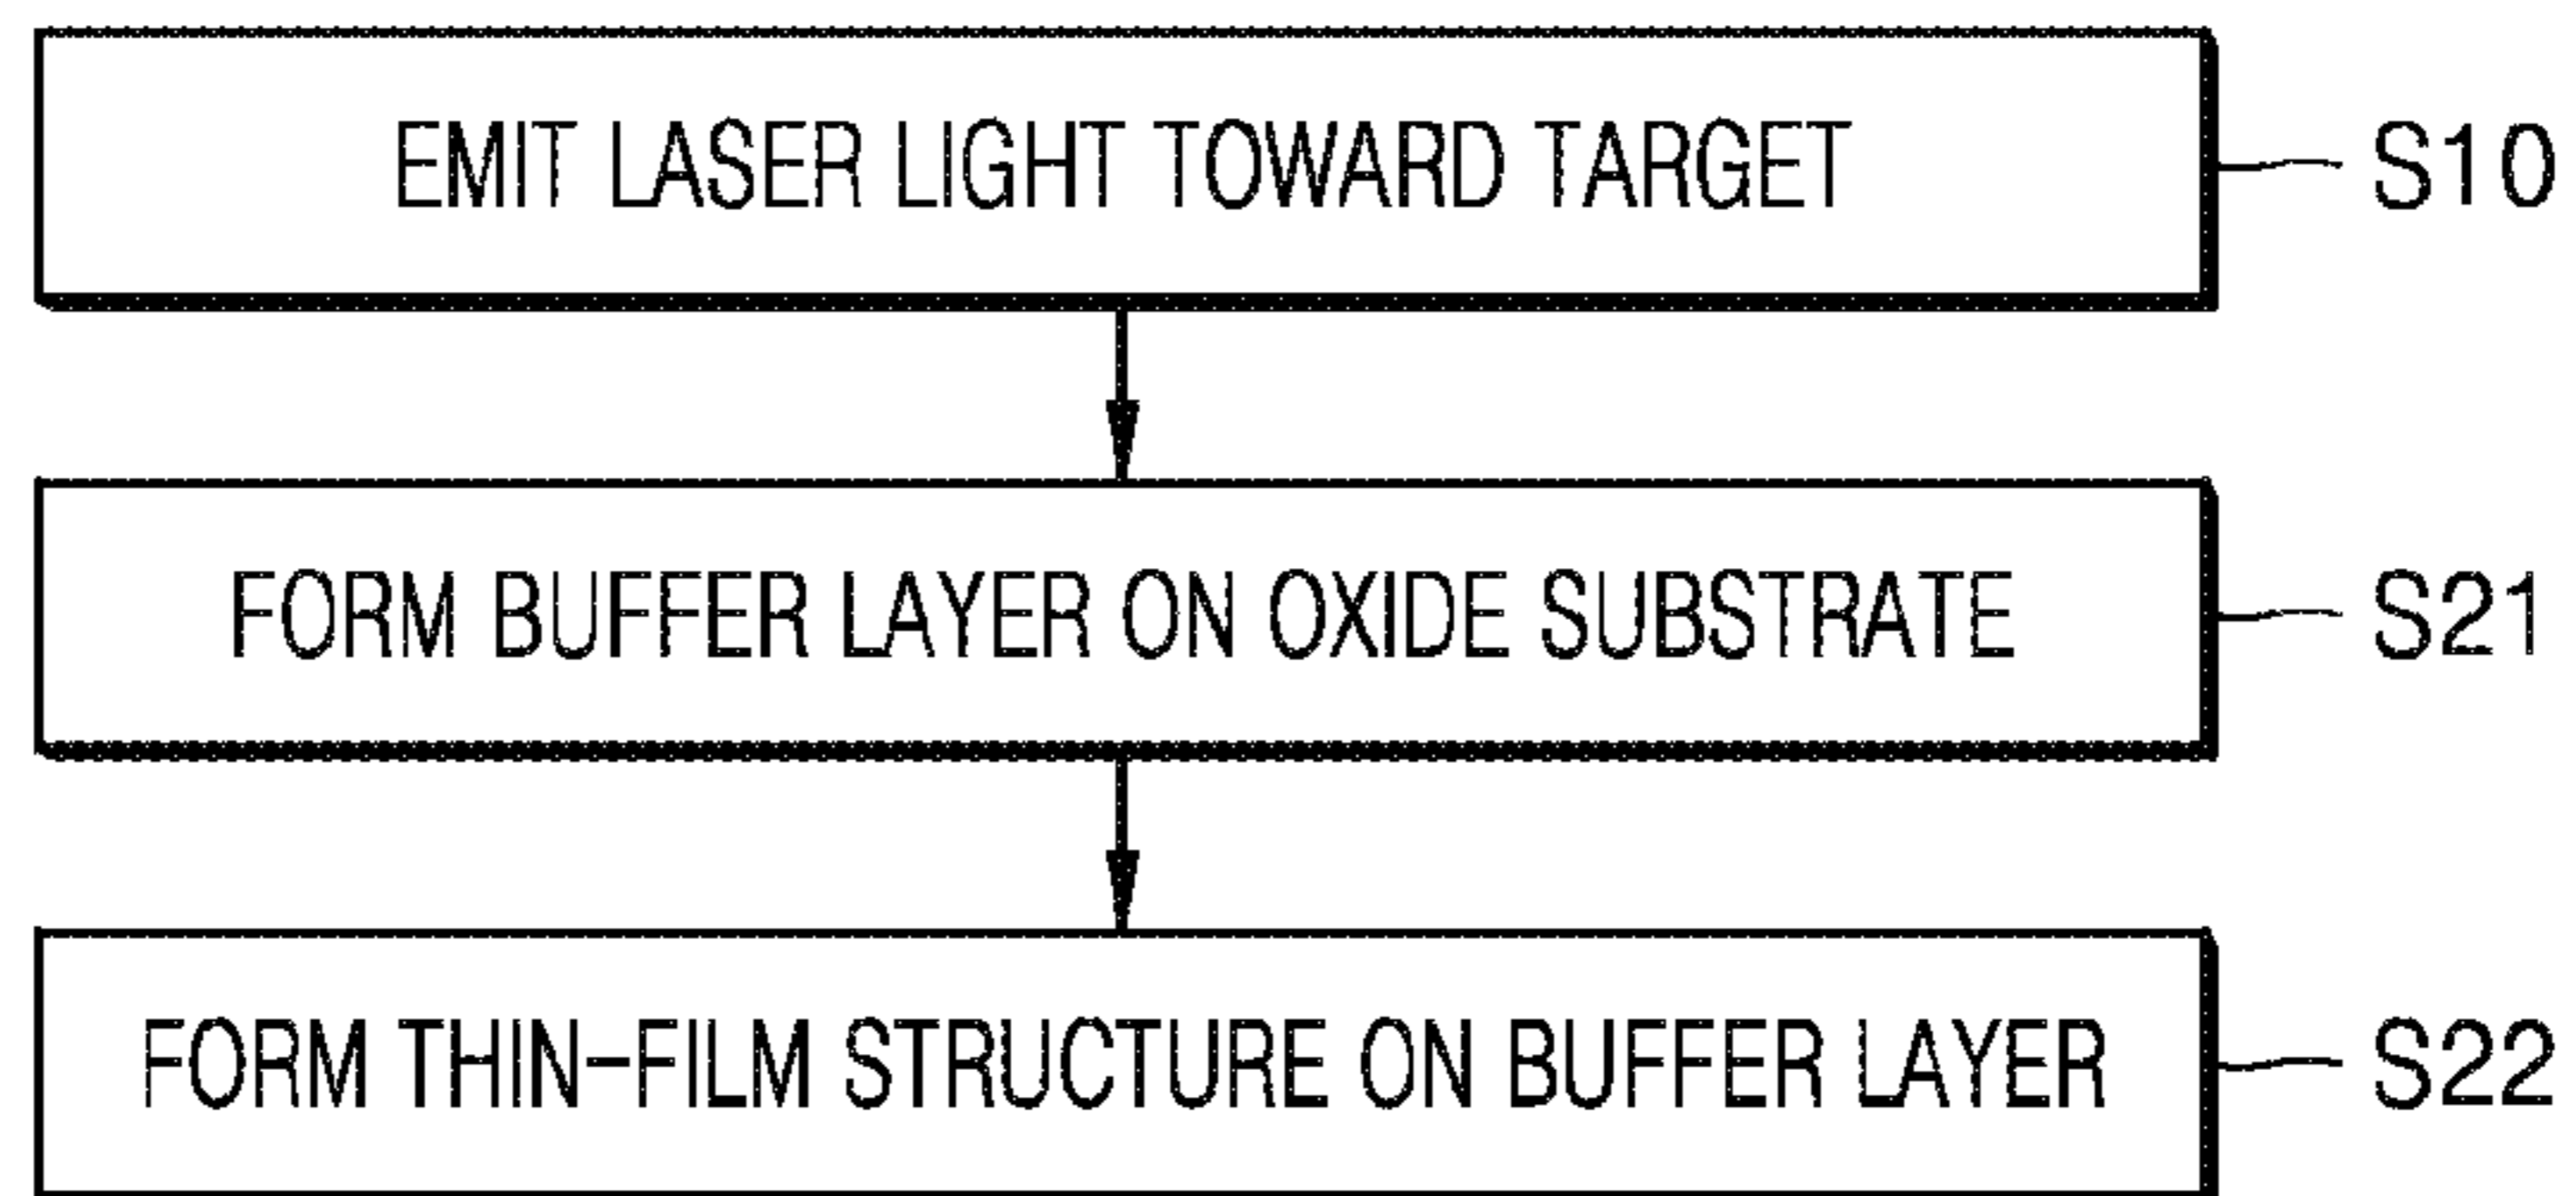 EMIT LASER LIGHT TOWARD TARGET
S10
FORM BUFFER LAYER ON OXIDE SUBSTRATE
S21
FORM THIN-FILM STRUCTURE ON BUFFER LAYER
S22